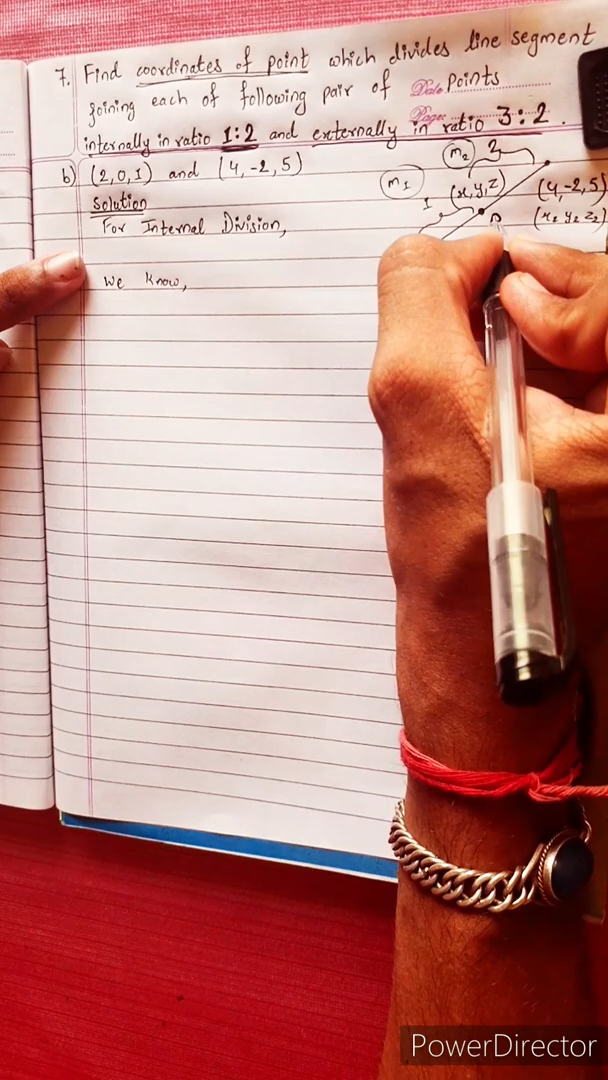 7. Find coordinates of point which divides line segment
joining each of following pair of points
Date
Page:
internally in ratio 1:2 and externally in ratio 3:2.
b) (2,0,1) and (4,-2,5)
m2
2
m1
(x,y,z)
(4,-2,5)
1
(x2 y2 z2)
Solution
For Internal Division,
We know,
PowerDirector